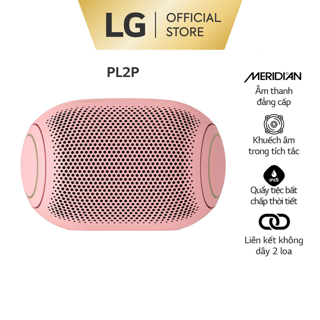 LG OFFICIAL
STORE
PL2P
MERIDIAN
Âm thanh
đẳng cấp
Khuếch âm
trong tích tắc
IPX5
Quẩy tiệc bất
chấp thời tiết
Liên kết không
dây 2 loa